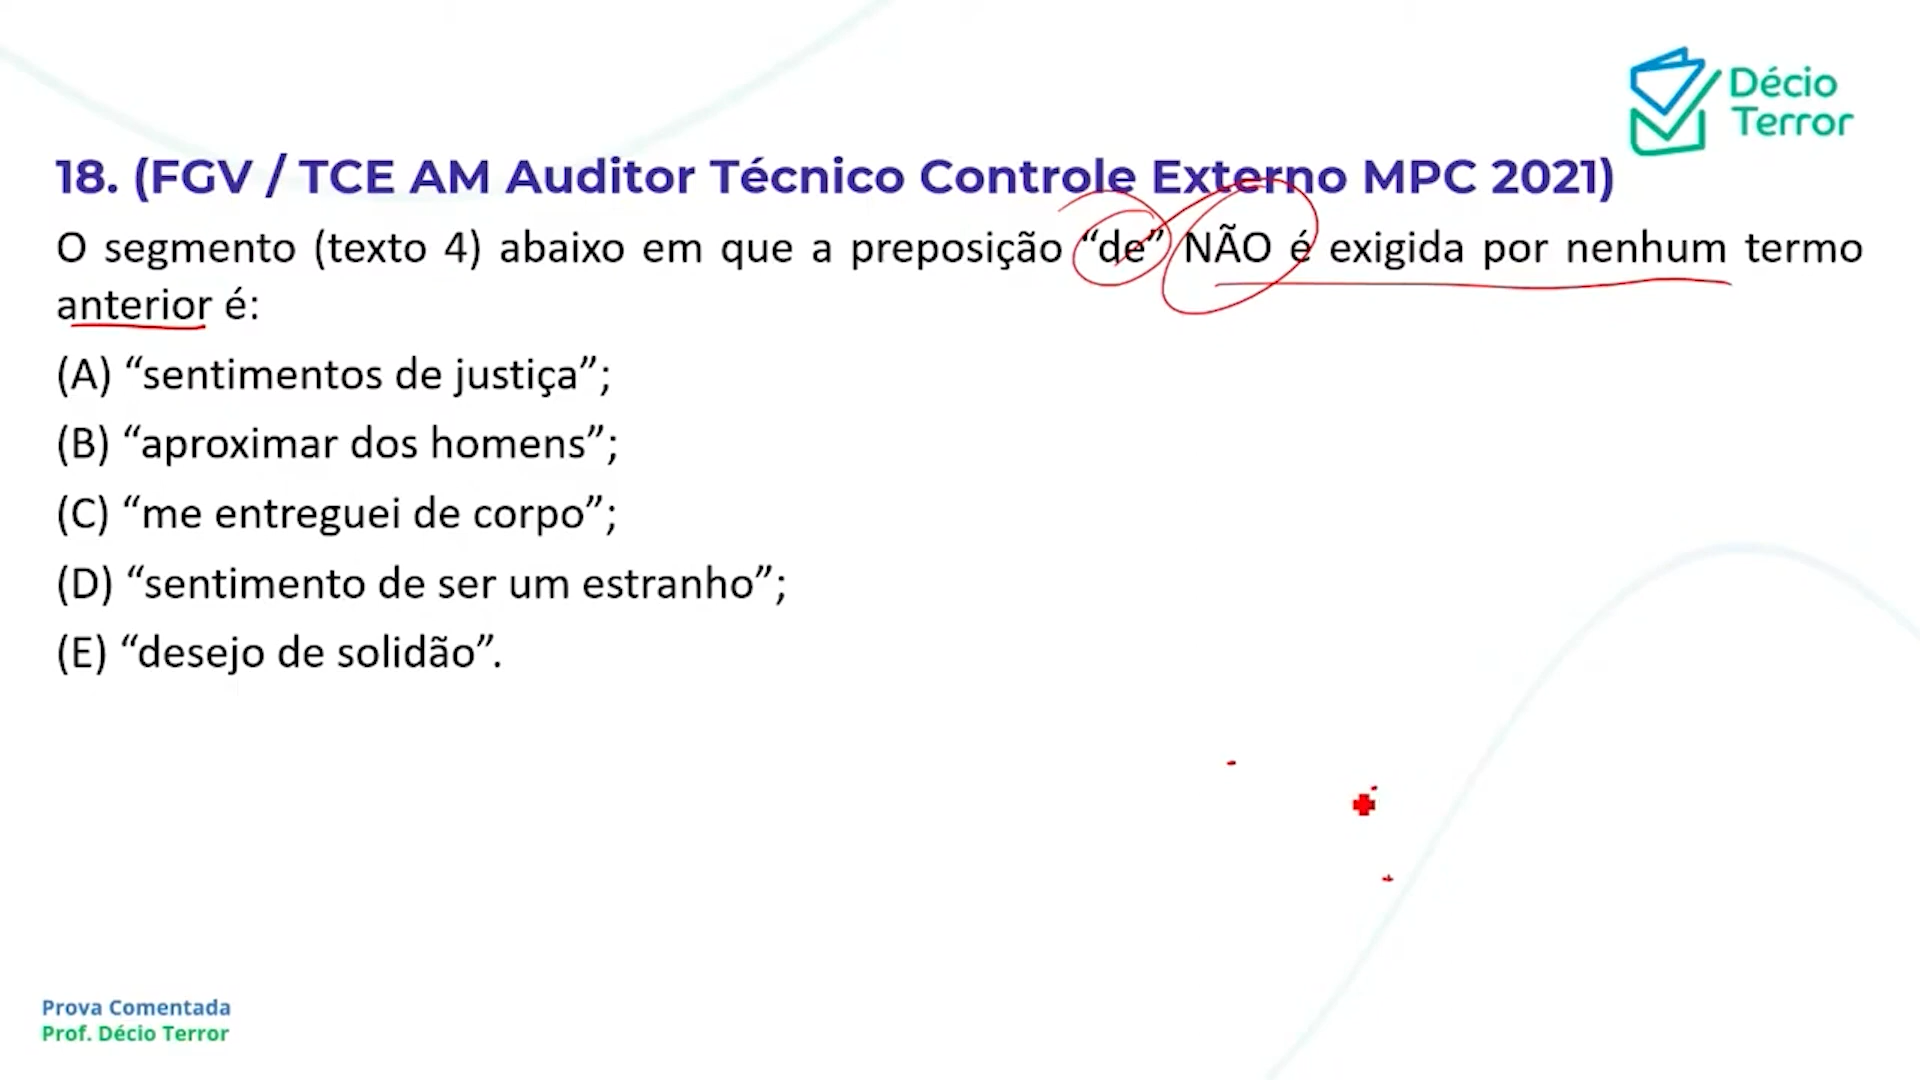 Décio
Terror
18. (FGV / TCE AM Auditor Técnico Controle Externo MPC 2021)
O segmento (texto 4) abaixo em que a preposição “de” NÃO é exigida por nenhum termo
anterior é:
(A) “sentimentos de justiça”;
(B) “aproximar dos homens”;
(C) “me entreguei de corpo”;
(D) “sentimento de ser um estranho”;
(E) “desejo de solidão”.
Prova Comentada
Prof. Décio Terror